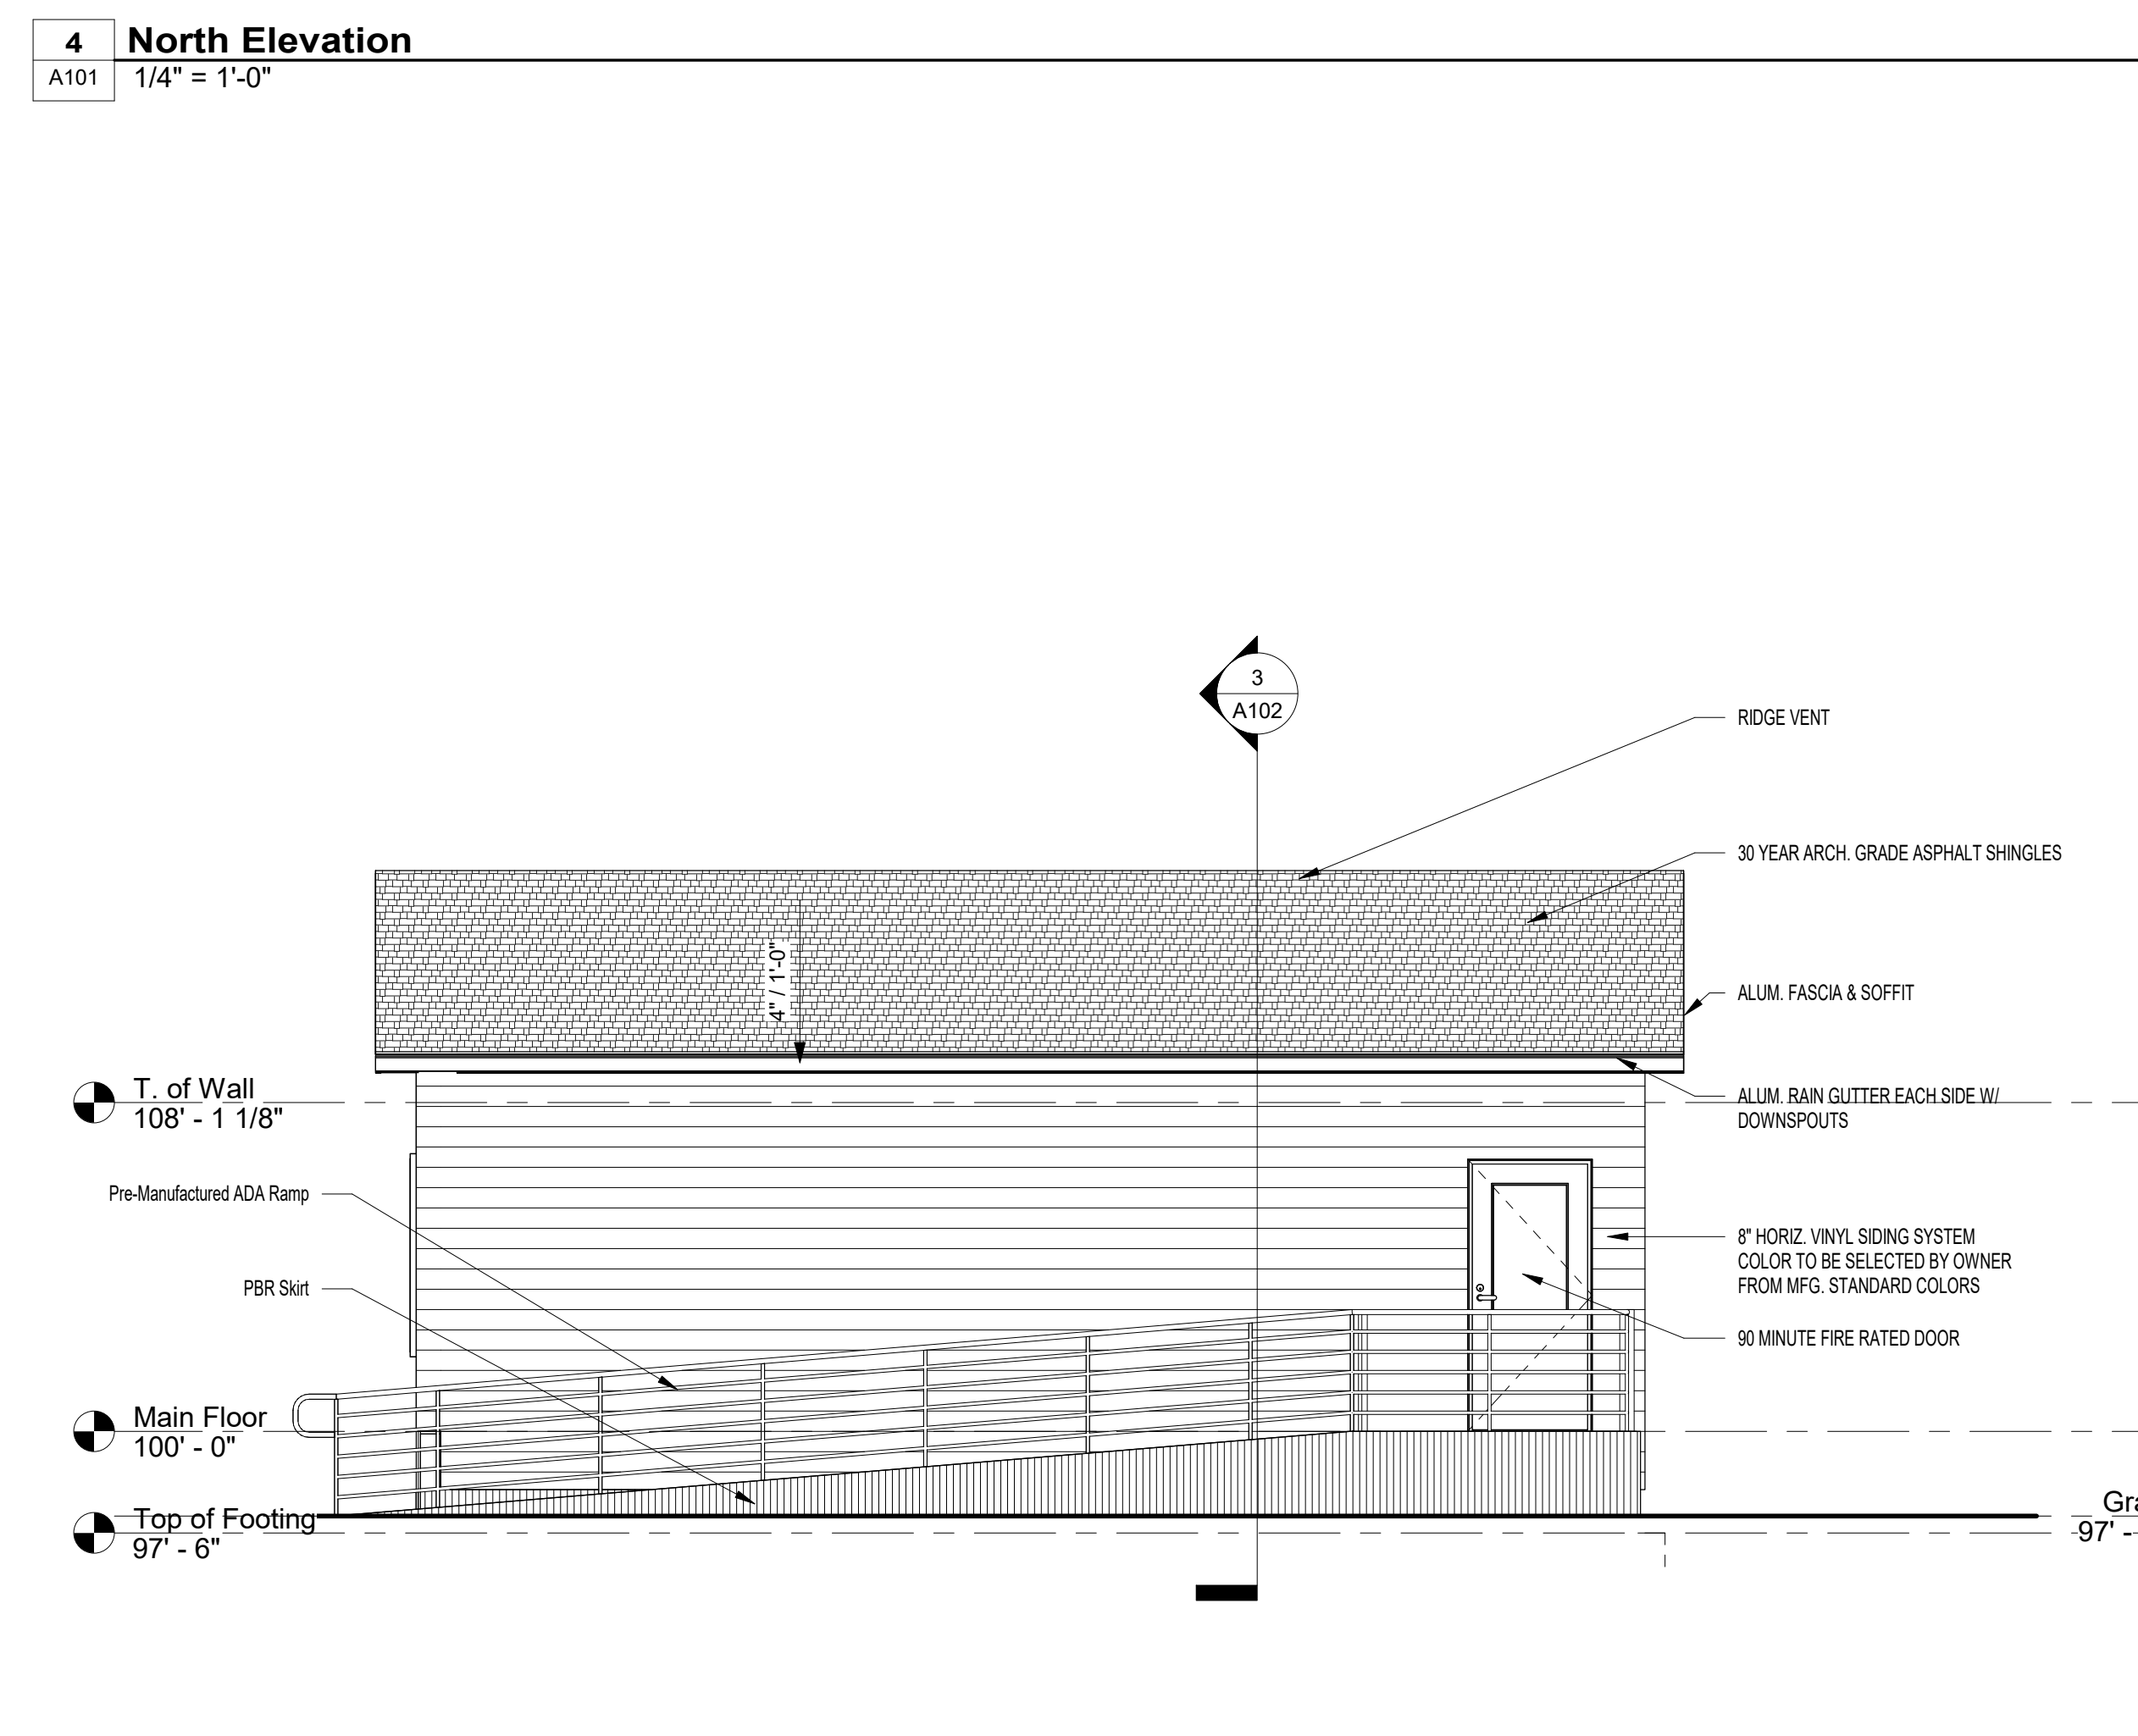 4
North Elevation
A101
1/4" = 1'-0"
3
A102
RIDGE VENT
30 YEAR ARCH. GRADE ASPHALT SHINGLES
4" / 1'-0"
ALUM. FASCIA & SOFFIT
T. of Wall
108' - 1 1/8"
ALUM. RAIN GUTTER EACH SIDE W/
DOWNSPOUTS
Pre-Manufactured ADA Ramp
8" HORIZ. VINYL SIDING SYSTEM
COLOR TO BE SELECTED BY OWNER
FROM MFG. STANDARD COLORS
PBR Skirt
90 MINUTE FIRE RATED DOOR
Main Floor
100' - 0"
Top of Footing
97' - 6"
97' -